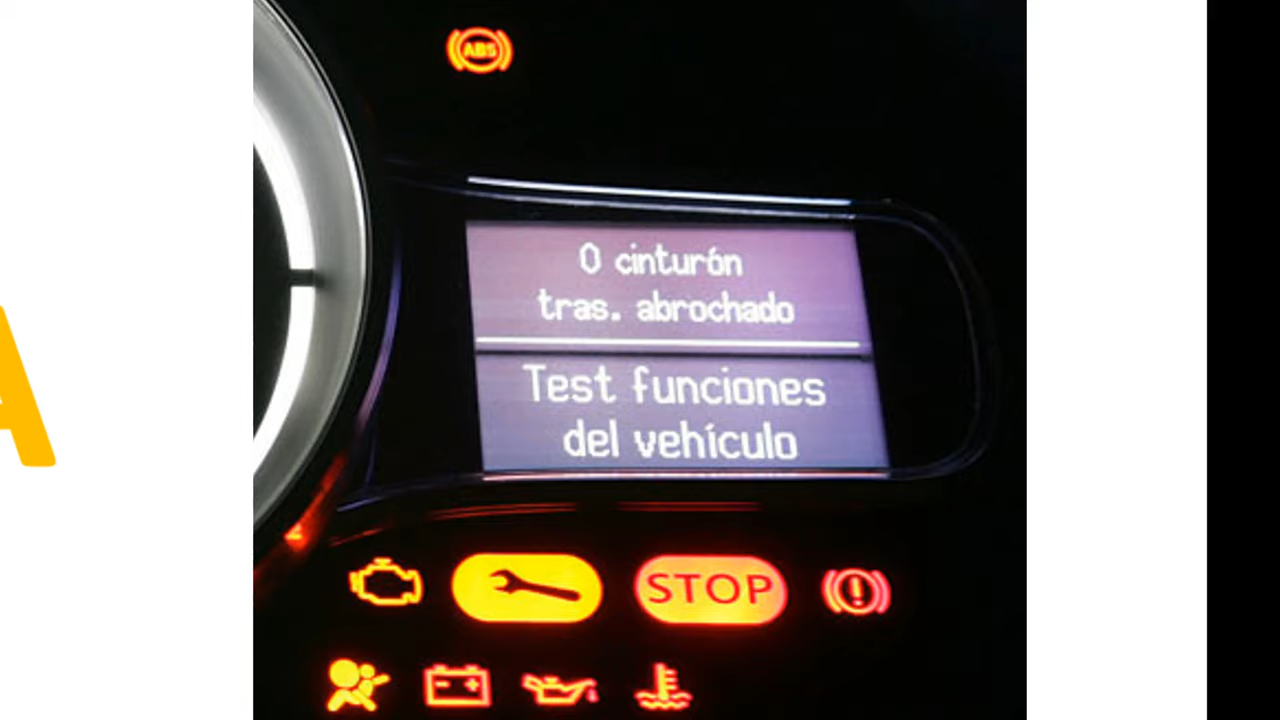 ABS
0 cinturón
tras. abrochado
Test funciones
del vehículo
STOP
A